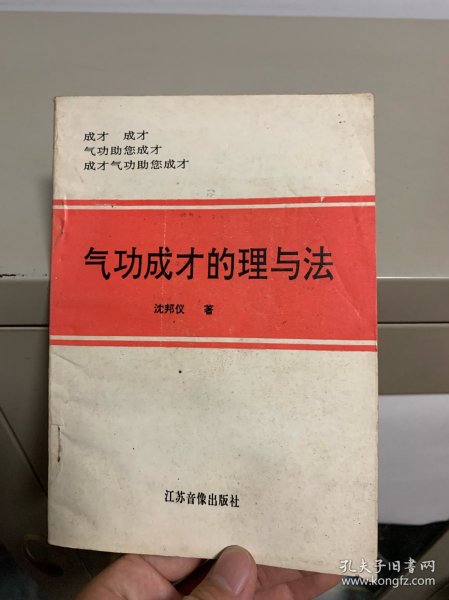 成才 成才
气功助您成才
成才气功助您成才
气功成才的理与法
沈邦仪 著
江苏音像出版社
孔夫子旧书网
www.kongfz.com